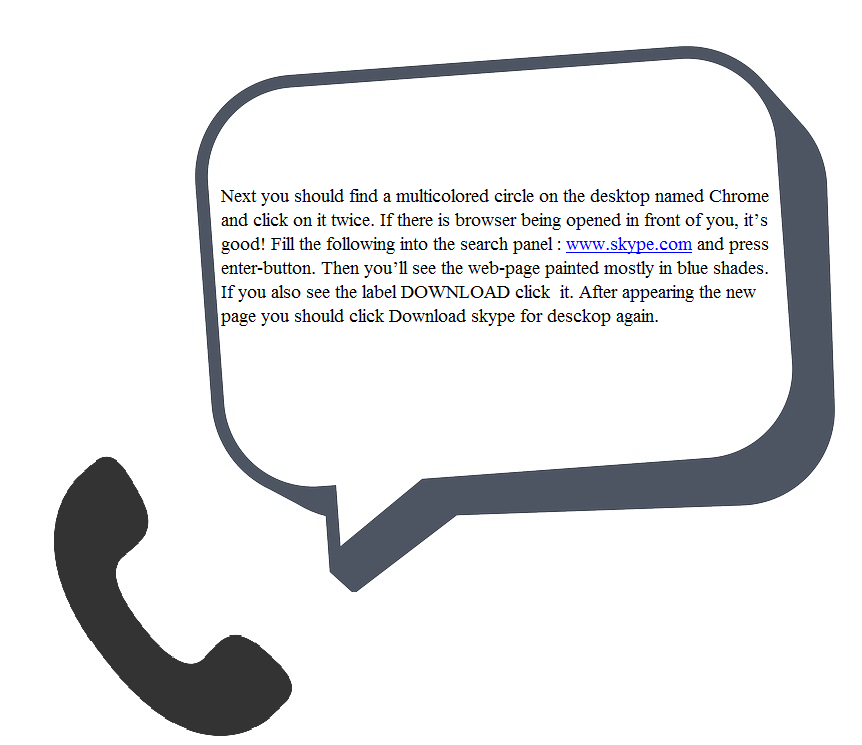 Next you should find a multicolored circle on the desktop named Chrome
and click on it twice. If there is browser being opened in front of you, it’s
good! Fill the following into the search panel : www.skype.com and press
enter-button. Then you’ll see the web-page painted mostly in blue shades.
If you also see the label DOWNLOAD click  it. After appearing the new
page you should click Download skype for desckop again.